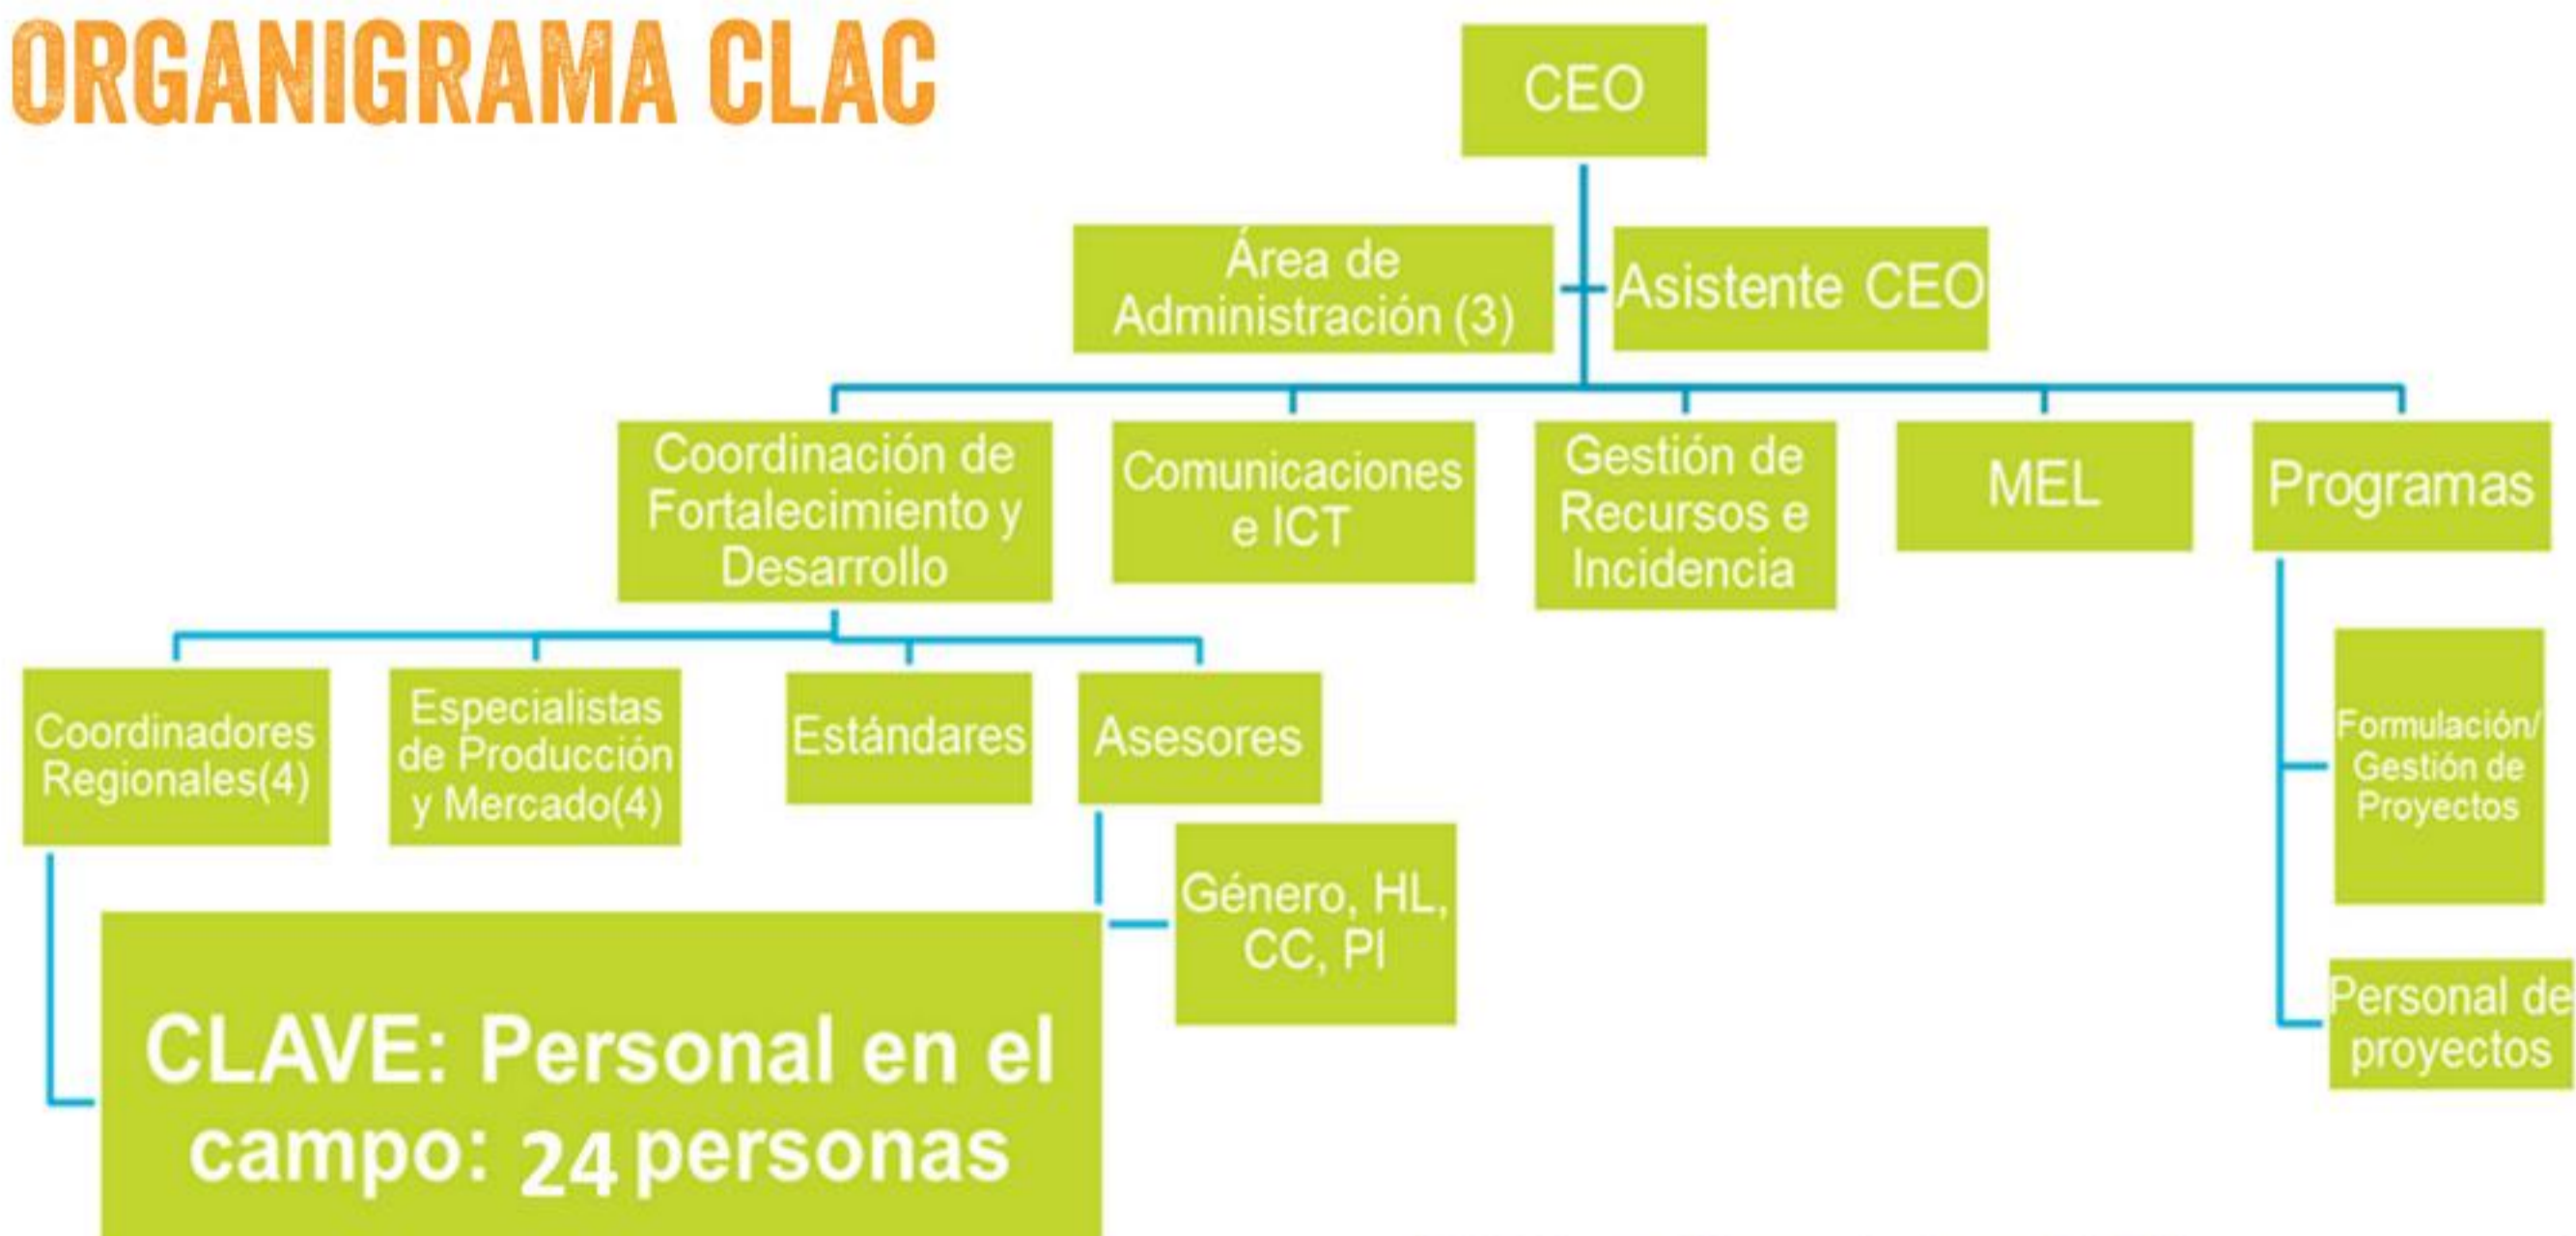 ORGANIGRAMA CLAC
CEO
Área de
Administración (3)
Asistente CEO
Coordinación de
Fortalecimiento y
Desarrollo
Comunicaciones
e ICT
Gestión de
Recursos e
Incidencia
MEL
Programas
Coordinadores
Regionales(4)
Especialistas
de Producción
y Mercado(4)
Estándares
Asesores
Género, HL,
CC, PI
Formulación/
Gestión de
Proyectos
Personal de
proyectos
CLAVE: Personal en el
campo: 24 personas